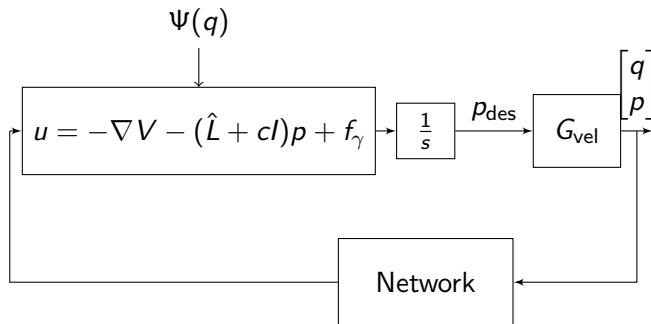 Ψ(q)
u = −∇V − (L̂ + cI)p + f_γ
1/s
p_des
G_vel
[q
p]
Network